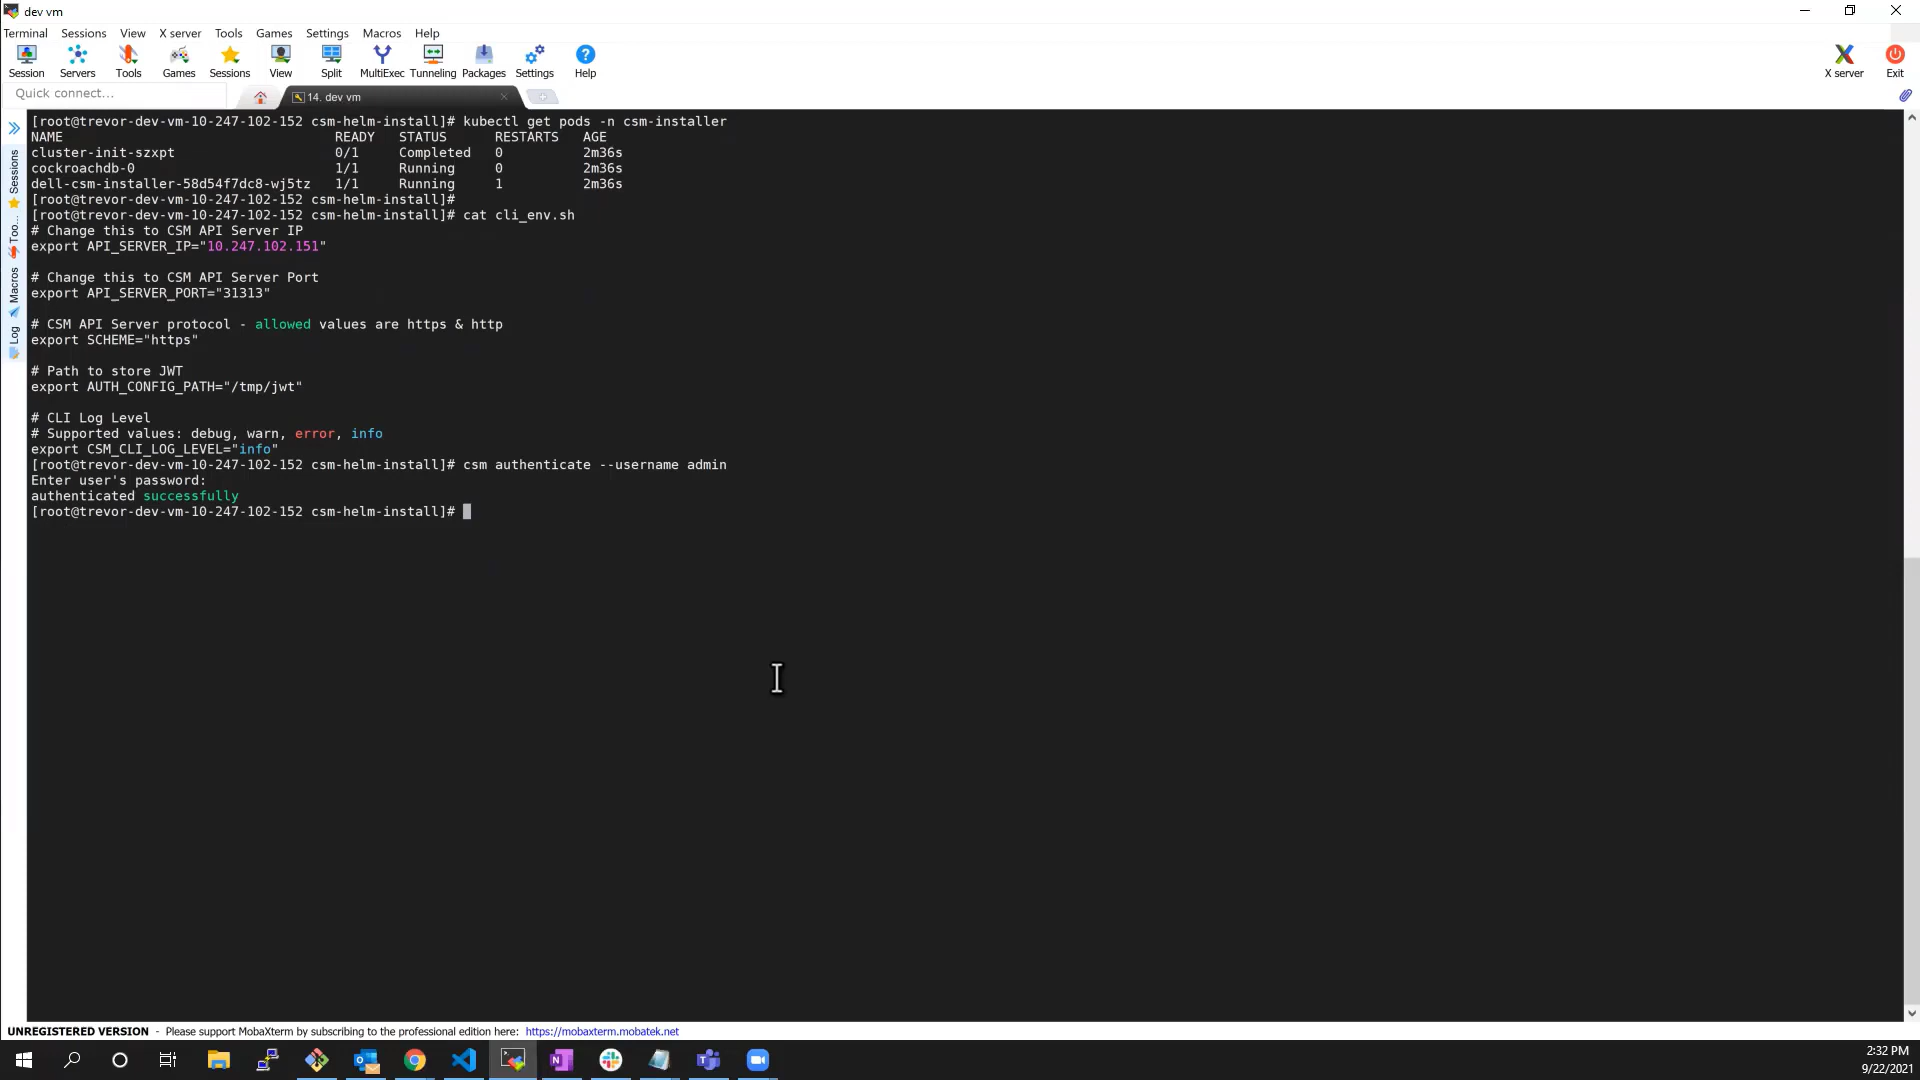 dev vm
Terminal Sessions View X server Tools Games Settings Macros Help
Session Servers Tools Games Sessions View Split MultiExec Tunneling Packages Settings Help X server Exit
Quick connect...
14. dev vm
Sessions
Too...
Macros
Log
[root@trevor-dev-vm-10-247-102-152 csm-helm-install]# kubectl get pods -n csm-installer
NAME READY STATUS RESTARTS AGE
cluster-init-szxpt 0/1 Completed 0 2m36s
cockroachdb-0 1/1 Running 0 2m36s
dell-csm-installer-58d54f7dc8-wj5tz 1/1 Running 1 2m36s
[root@trevor-dev-vm-10-247-102-152 csm-helm-install]#
[root@trevor-dev-vm-10-247-102-152 csm-helm-install]# cat cli_env.sh
# Change this to CSM API Server IP
export API_SERVER_IP="10.247.102.151"
# Change this to CSM API Server Port
export API_SERVER_PORT="31313"
# CSM API Server protocol - allowed values are https & http
export SCHEME="https"
# Path to store JWT
export AUTH_CONFIG_PATH="/tmp/jwt"
# CLI Log Level
# Supported values: debug, warn, error, info
export CSM_CLI_LOG_LEVEL="info"
[root@trevor-dev-vm-10-247-102-152 csm-helm-install]# csm authenticate --username admin
Enter user's password:
authenticated successfully
[root@trevor-dev-vm-10-247-102-152 csm-helm-install]#
UNREGISTERED VERSION - Please support MobaXterm by subscribing to the professional edition here: https://mobaxterm.mobatek.net
2:32 PM
9/22/2021